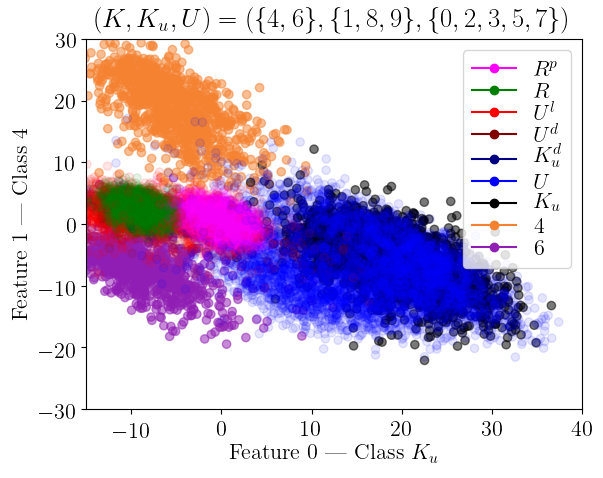 (K, K_u, U) = ({4, 6}, {1, 8, 9}, {0, 2, 3, 5, 7})
30
20
10
0
−10
−20
−30
Feature 1 — Class 4
R^p
R
U^l
U^d
K_u^d
U
K_u
4
6
−10
0
10
20
30
40
Feature 0 — Class K_u